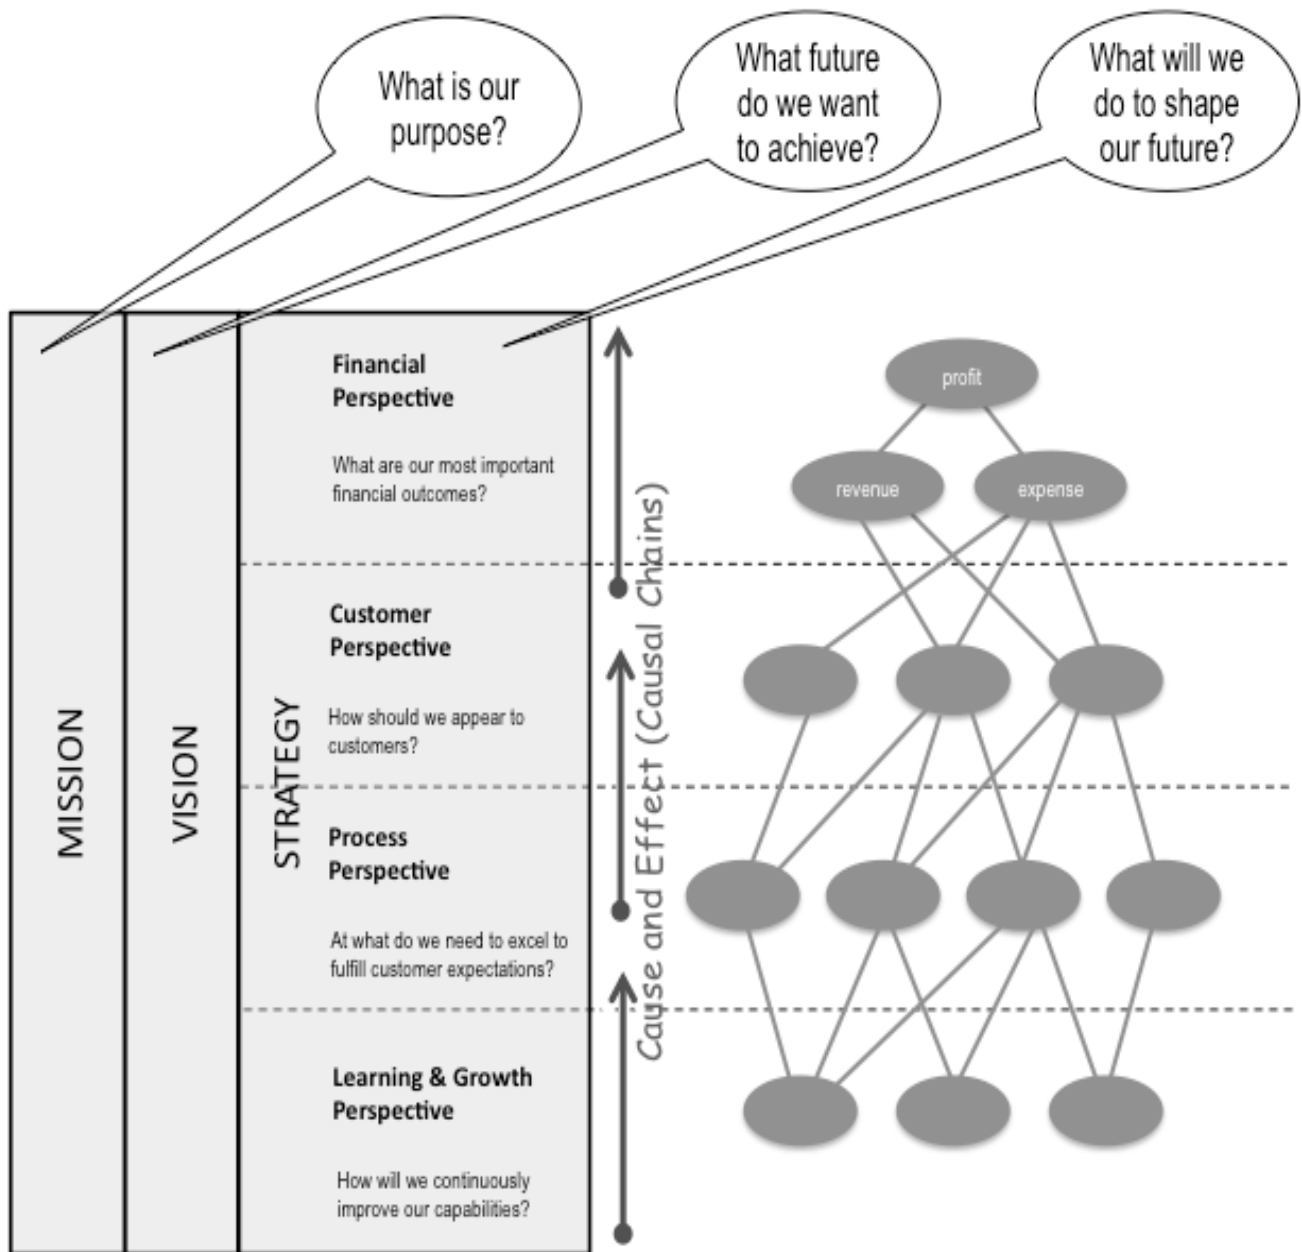 What is our
purpose?
What future
do we want
to achieve?
What will we
do to shape
our future?
MISSION
VISION
STRATEGY
Financial
Perspective
What are our most important
financial outcomes?
Customer
Perspective
How should we appear to
customers?
Process
Perspective
At what do we need to excel to
fulfill customer expectations?
Learning & Growth
Perspective
How will we continuously
improve our capabilities?
Cause and Effect (Causal Chains)
profit
revenue
expense